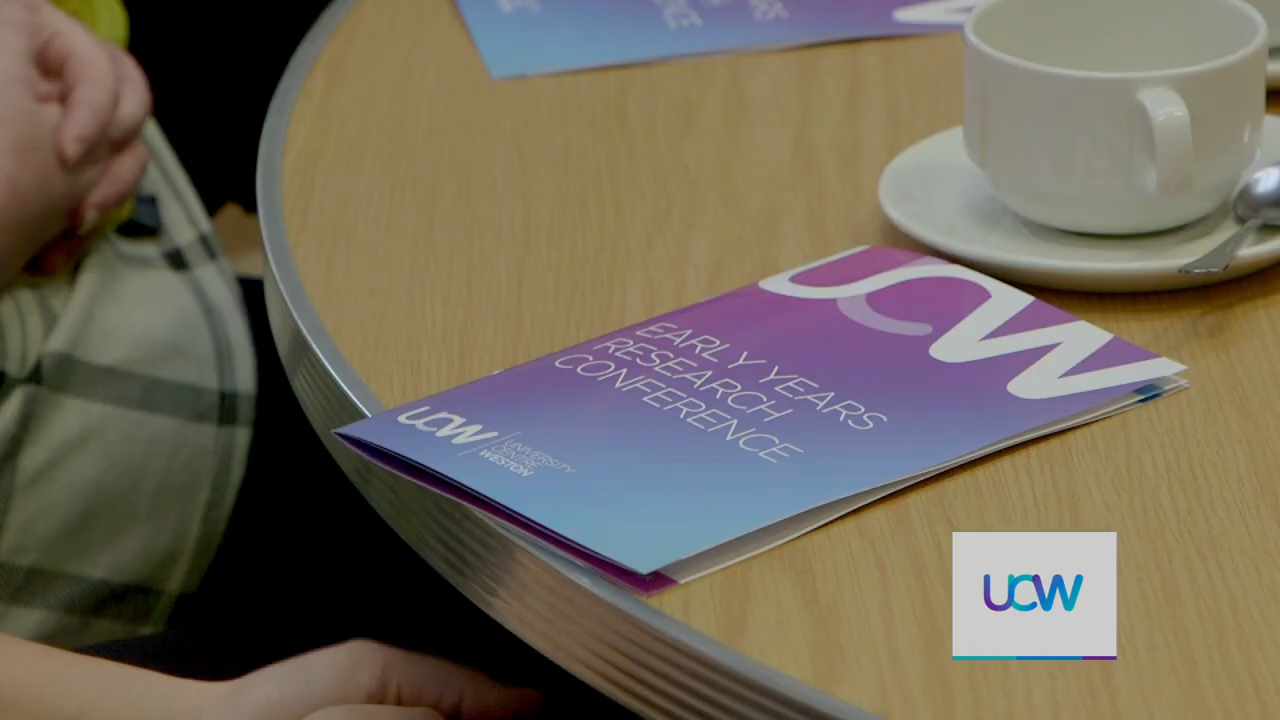 UCW
EARLY YEARS
RESEARCH
CONFERENCE
UCW
UNIVERSITY
CENTRE
WESTON
UCW